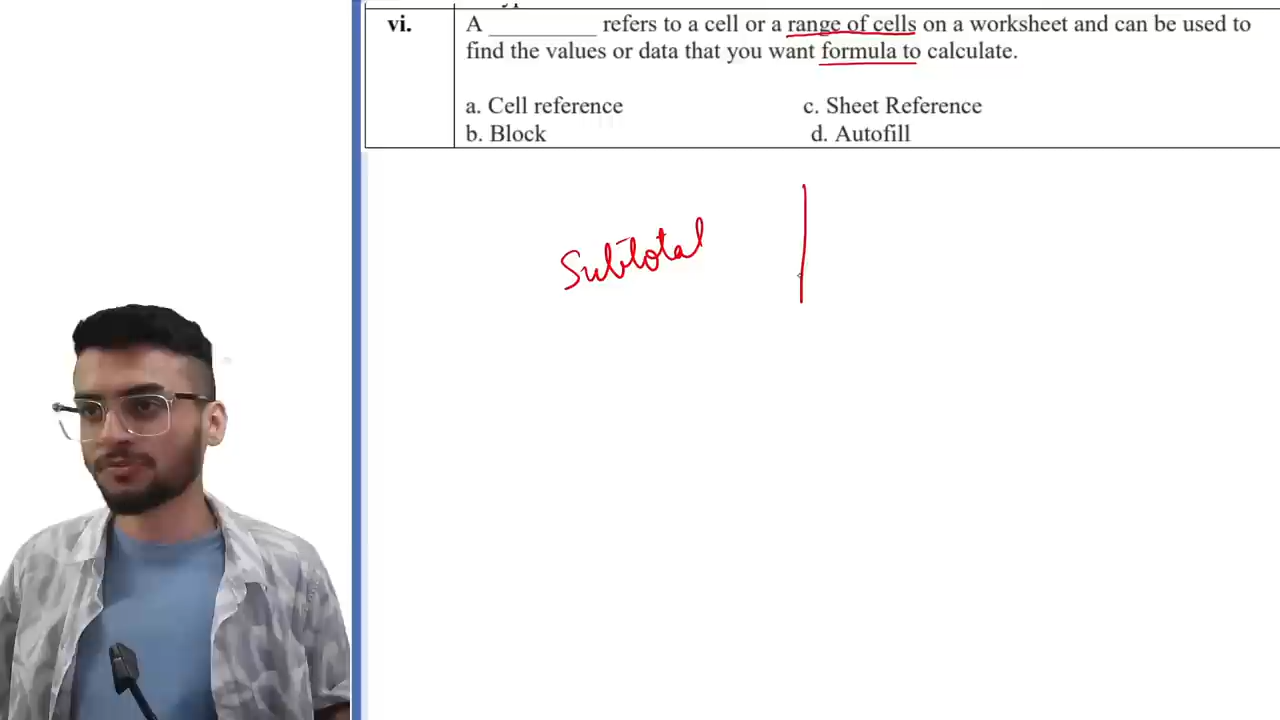 vi. A _________ refers to a cell or a range of cells on a worksheet and can be used to
find the values or data that you want formula to calculate.
a. Cell reference c. Sheet Reference
b. Block d. Autofill
Subtotal